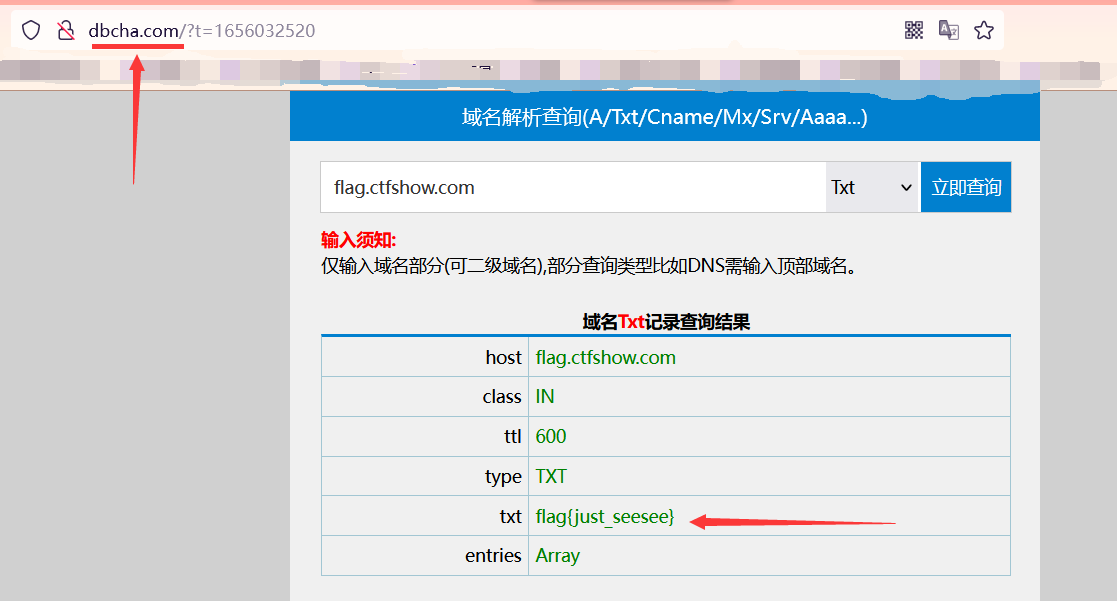 dbcha.com/?t=1656032520
域名解析查询(A/Txt/Cname/Mx/Srv/Aaaa...)
flag.ctfshow.com Txt 立即查询
输入须知:
仅输入域名部分(可二级域名),部分查询类型比如DNS需输入顶部域名。
域名Txt记录查询结果
host flag.ctfshow.com
class IN
ttl 600
type TXT
txt flag{just_seesee}
entries Array